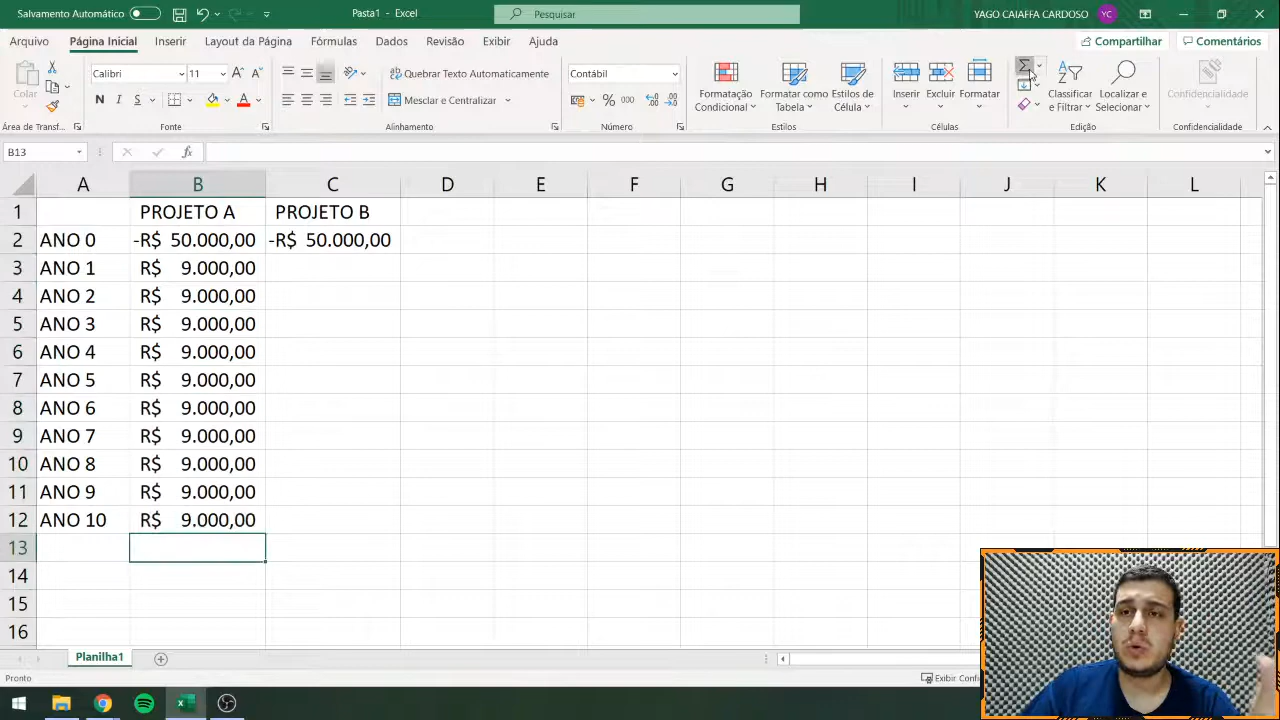 Salvamento Automático
Pasta1 - Excel
Pesquisar
YAGO CAIAFFA CARDOSO
YC
Arquivo
Página Inicial
Inserir
Layout da Página
Fórmulas
Dados
Revisão
Exibir
Ajuda
Compartilhar
Comentários
Colar
Calibri
11
Quebrar Texto Automaticamente
Contábil
N I S
Mesclar e Centralizar
% 000
Formatação Condicional
Formatar como Tabela
Estilos de Célula
Inserir
Excluir
Formatar
Classificar e Filtrar
Localizar e Selecionar
Confidencialidade
Área de Transf...
Fonte
Alinhamento
Número
Estilos
Células
Edição
Confidencialidade
B13
fx
A B C D E F G H I J K L
1 PROJETO A PROJETO B
2 ANO 0 -R$ 50.000,00 -R$ 50.000,00
3 ANO 1 R$ 9.000,00
4 ANO 2 R$ 9.000,00
5 ANO 3 R$ 9.000,00
6 ANO 4 R$ 9.000,00
7 ANO 5 R$ 9.000,00
8 ANO 6 R$ 9.000,00
9 ANO 7 R$ 9.000,00
10 ANO 8 R$ 9.000,00
11 ANO 9 R$ 9.000,00
12 ANO 10 R$ 9.000,00
13
14
15
16
Planilha1
Pronto
Exibir Confi